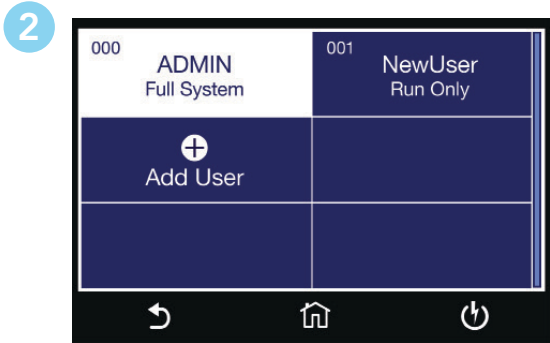 2
000
ADMIN
Full System
001
NewUser
Run Only
Add User